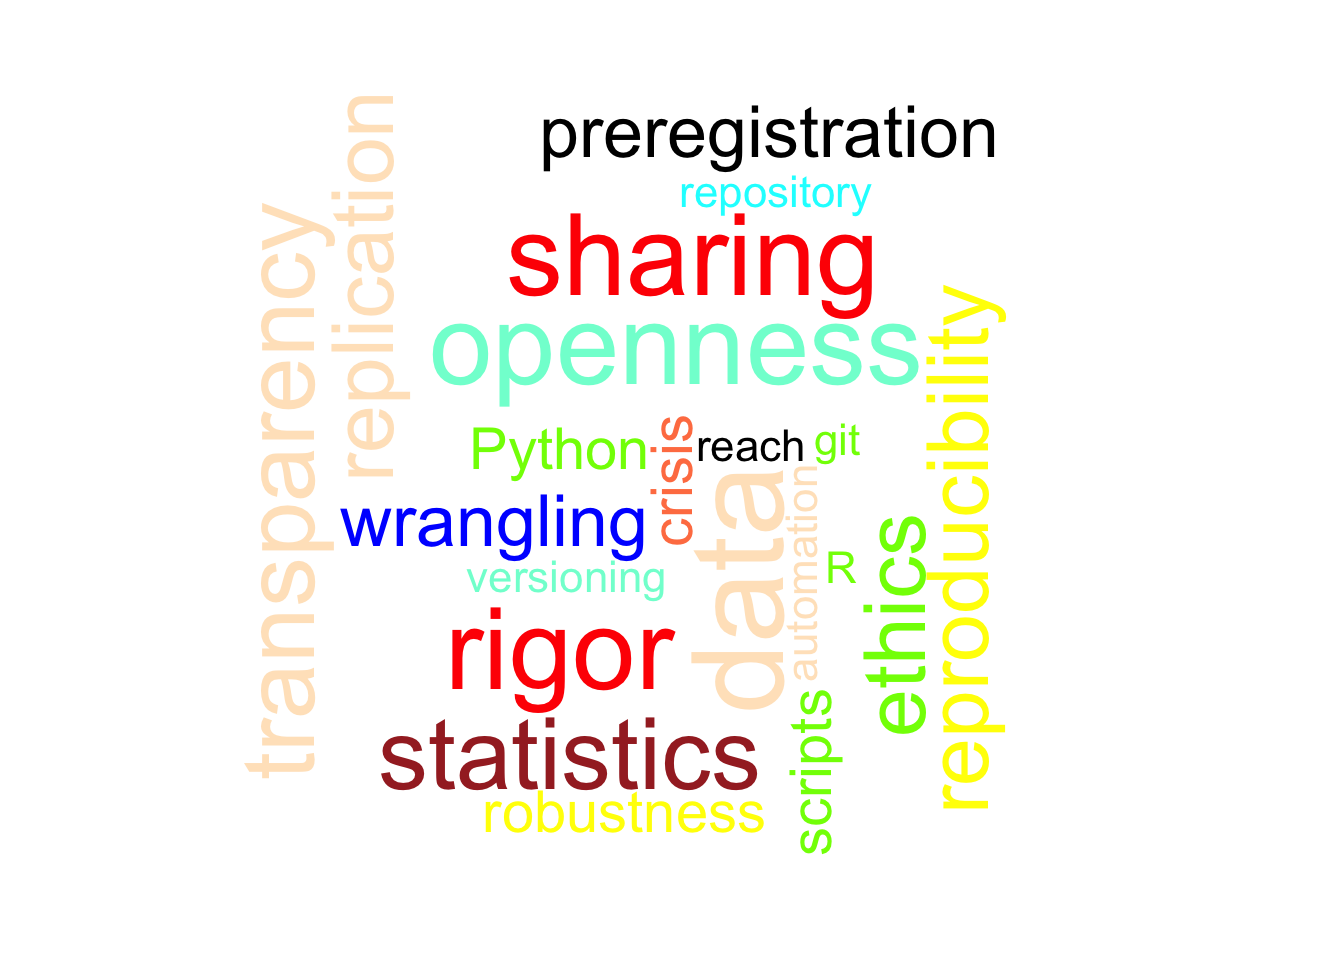 preregistration
repository
sharing
openness
transparency
replication
reproducibility
Python
crisis
reach
git
wrangling
data
automation
versioning
R
ethics
rigor
scripts
statistics
robustness